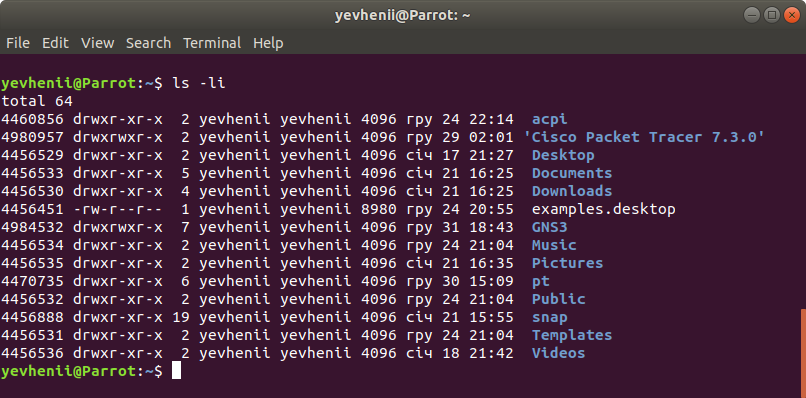 yevhenii@Parrot: ~
File Edit View Search Terminal Help
yevhenii@Parrot:~$ ls -li
total 64
4460856 drwxr-xr-x  2 yevhenii yevhenii 4096 гру 24 22:14  acpi
4980957 drwxrwxr-x  2 yevhenii yevhenii 4096 гру 29 02:01 'Cisco Packet Tracer 7.3.0'
4456529 drwxr-xr-x  2 yevhenii yevhenii 4096 січ 17 21:27  Desktop
4456533 drwxr-xr-x  5 yevhenii yevhenii 4096 січ 21 16:25  Documents
4456530 drwxr-xr-x  4 yevhenii yevhenii 4096 січ 21 16:25  Downloads
4456451 -rw-r--r--  1 yevhenii yevhenii 8980 гру 24 20:55  examples.desktop
4984532 drwxrwxr-x  7 yevhenii yevhenii 4096 гру 31 18:43  GNS3
4456534 drwxr-xr-x  2 yevhenii yevhenii 4096 гру 24 21:04  Music
4456535 drwxr-xr-x  2 yevhenii yevhenii 4096 січ 21 16:35  Pictures
4470735 drwxr-xr-x  6 yevhenii yevhenii 4096 гру 30 15:09  pt
4456532 drwxr-xr-x  2 yevhenii yevhenii 4096 гру 24 21:04  Public
4456888 drwxr-xr-x 19 yevhenii yevhenii 4096 січ 21 15:55  snap
4456531 drwxr-xr-x  2 yevhenii yevhenii 4096 гру 24 21:04  Templates
4456536 drwxr-xr-x  2 yevhenii yevhenii 4096 січ 18 21:42  Videos
yevhenii@Parrot:~$